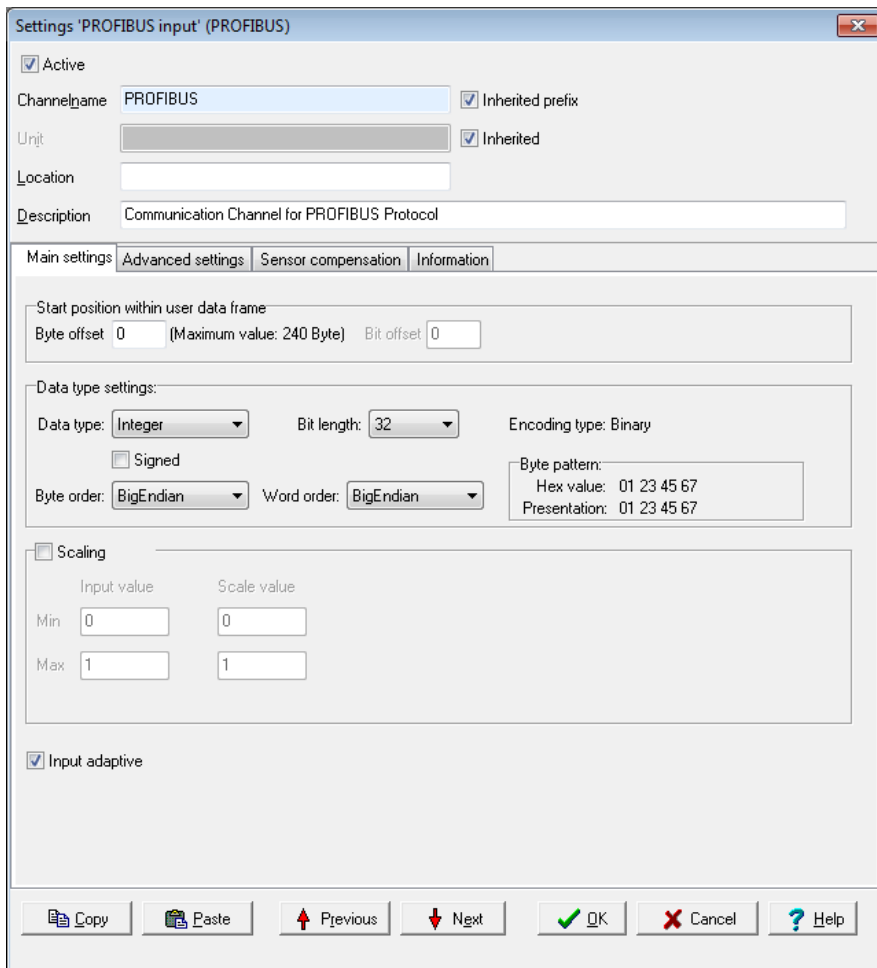 Settings 'PROFIBUS input' (PROFIBUS)
Active
Channelname PROFIBUS Inherited prefix
Unit Inherited
Location
Description Communication Channel for PROFIBUS Protocol
Main settings Advanced settings Sensor compensation Information
Start position within user data frame
Byte offset 0 (Maximum value: 240 Byte) Bit offset 0
Data type settings:
Data type: Integer Bit length: 32 Encoding type: Binary
Signed
Byte pattern:
Hex value: 01 23 45 67
Byte order: BigEndian Word order: BigEndian
Presentation: 01 23 45 67
Scaling
Input value Scale value
Min 0 0
Max 1 1
Input adaptive
Copy Paste Previous Next OK Cancel Help